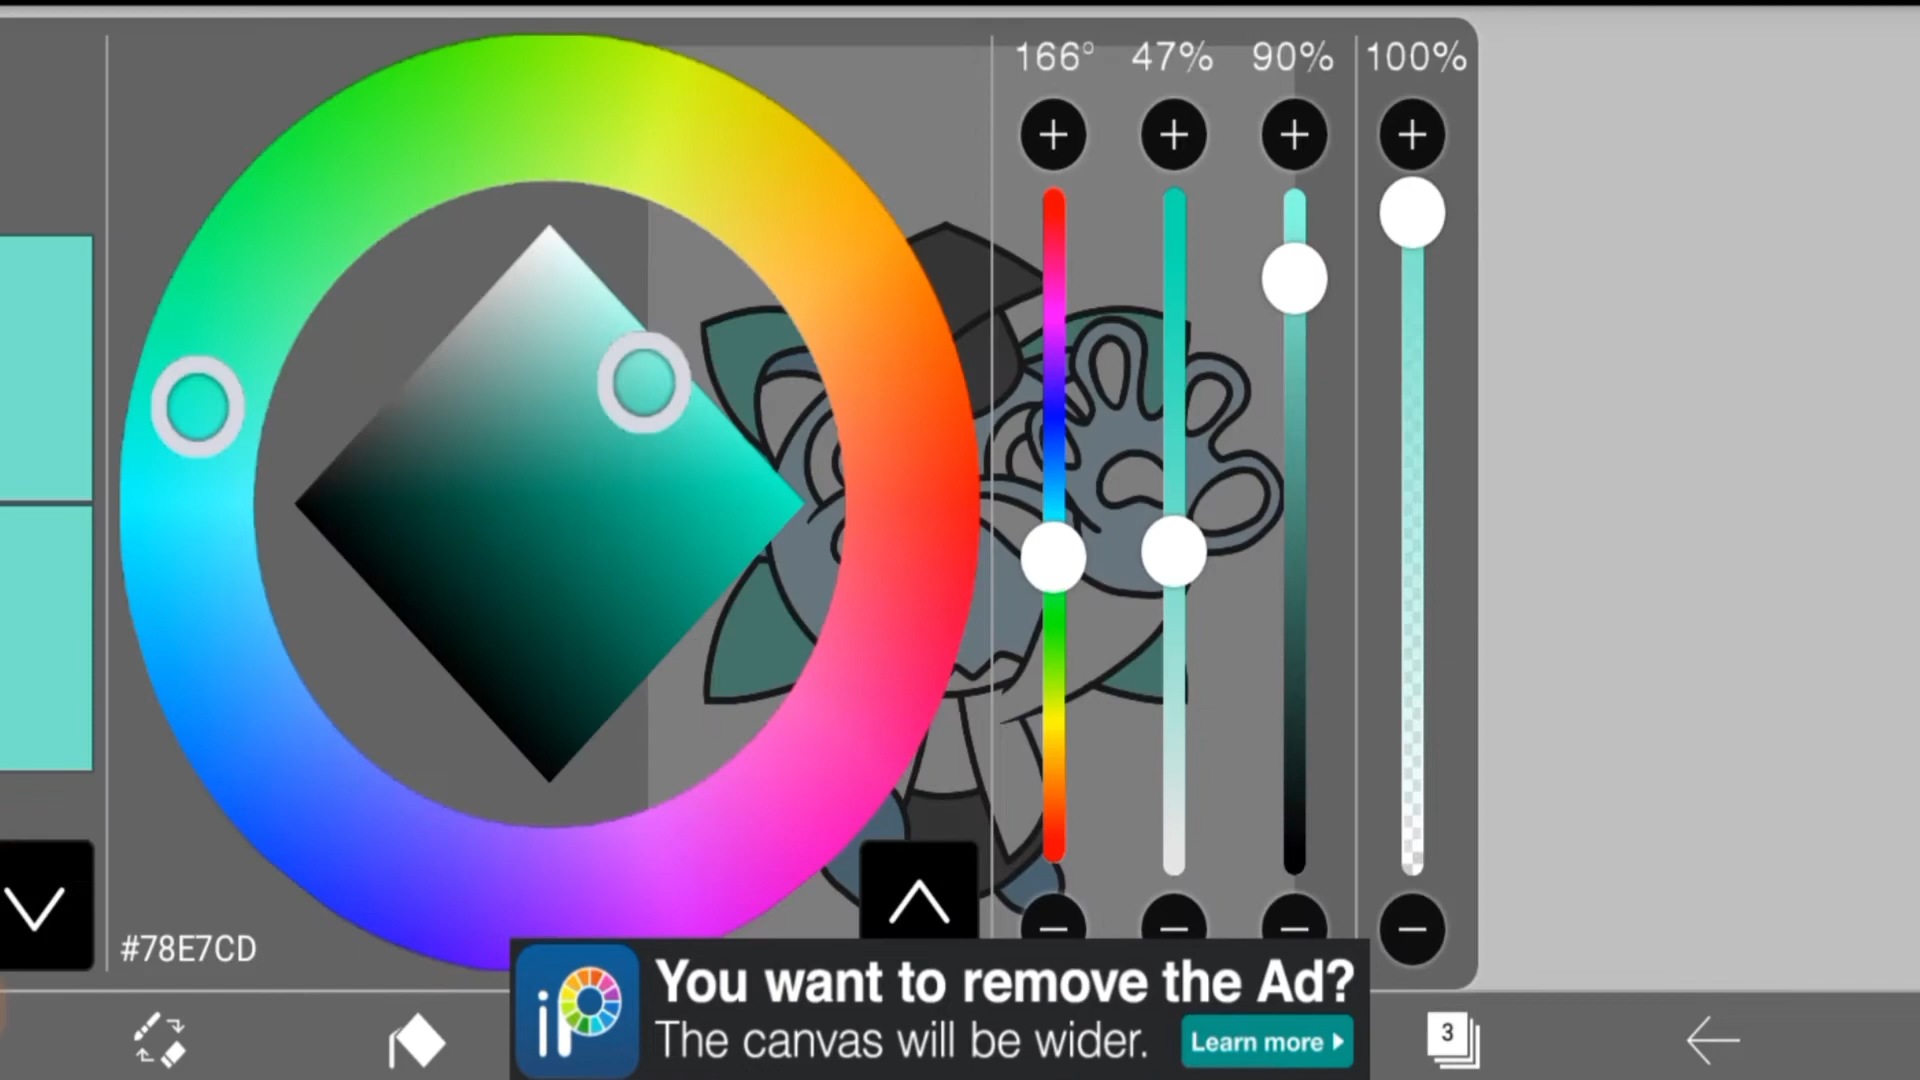 166° 47% 90% 100%
#78E7CD
iP
You want to remove the Ad?
The canvas will be wider.
Learn more
3